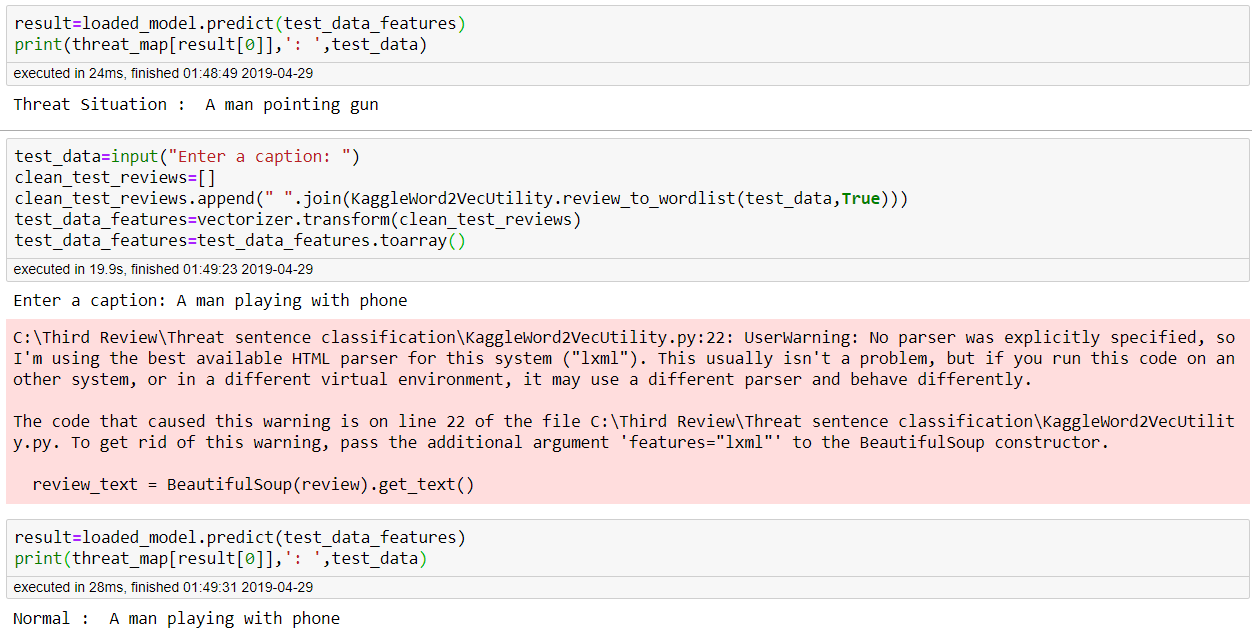 result=loaded_model.predict(test_data_features)
print(threat_map[result[0]],': ',test_data)
executed in 24ms, finished 01:48:49 2019-04-29
Threat Situation :  A man pointing gun
test_data=input("Enter a caption: ")
clean_test_reviews=[]
clean_test_reviews.append(" ".join(KaggleWord2VecUtility.review_to_wordlist(test_data,True)))
test_data_features=vectorizer.transform(clean_test_reviews)
test_data_features=test_data_features.toarray()
executed in 19.9s, finished 01:49:23 2019-04-29
Enter a caption: A man playing with phone
C:\Third Review\Threat sentence classification\KaggleWord2VecUtility.py:22: UserWarning: No parser was explicitly specified, so
I'm using the best available HTML parser for this system ("lxml"). This usually isn't a problem, but if you run this code on an
other system, or in a different virtual environment, it may use a different parser and behave differently.
The code that caused this warning is on line 22 of the file C:\Third Review\Threat sentence classification\KaggleWord2VecUtilit
y.py. To get rid of this warning, pass the additional argument 'features="lxml"' to the BeautifulSoup constructor.
  review_text = BeautifulSoup(review).get_text()
result=loaded_model.predict(test_data_features)
print(threat_map[result[0]],': ',test_data)
executed in 28ms, finished 01:49:31 2019-04-29
Normal :  A man playing with phone